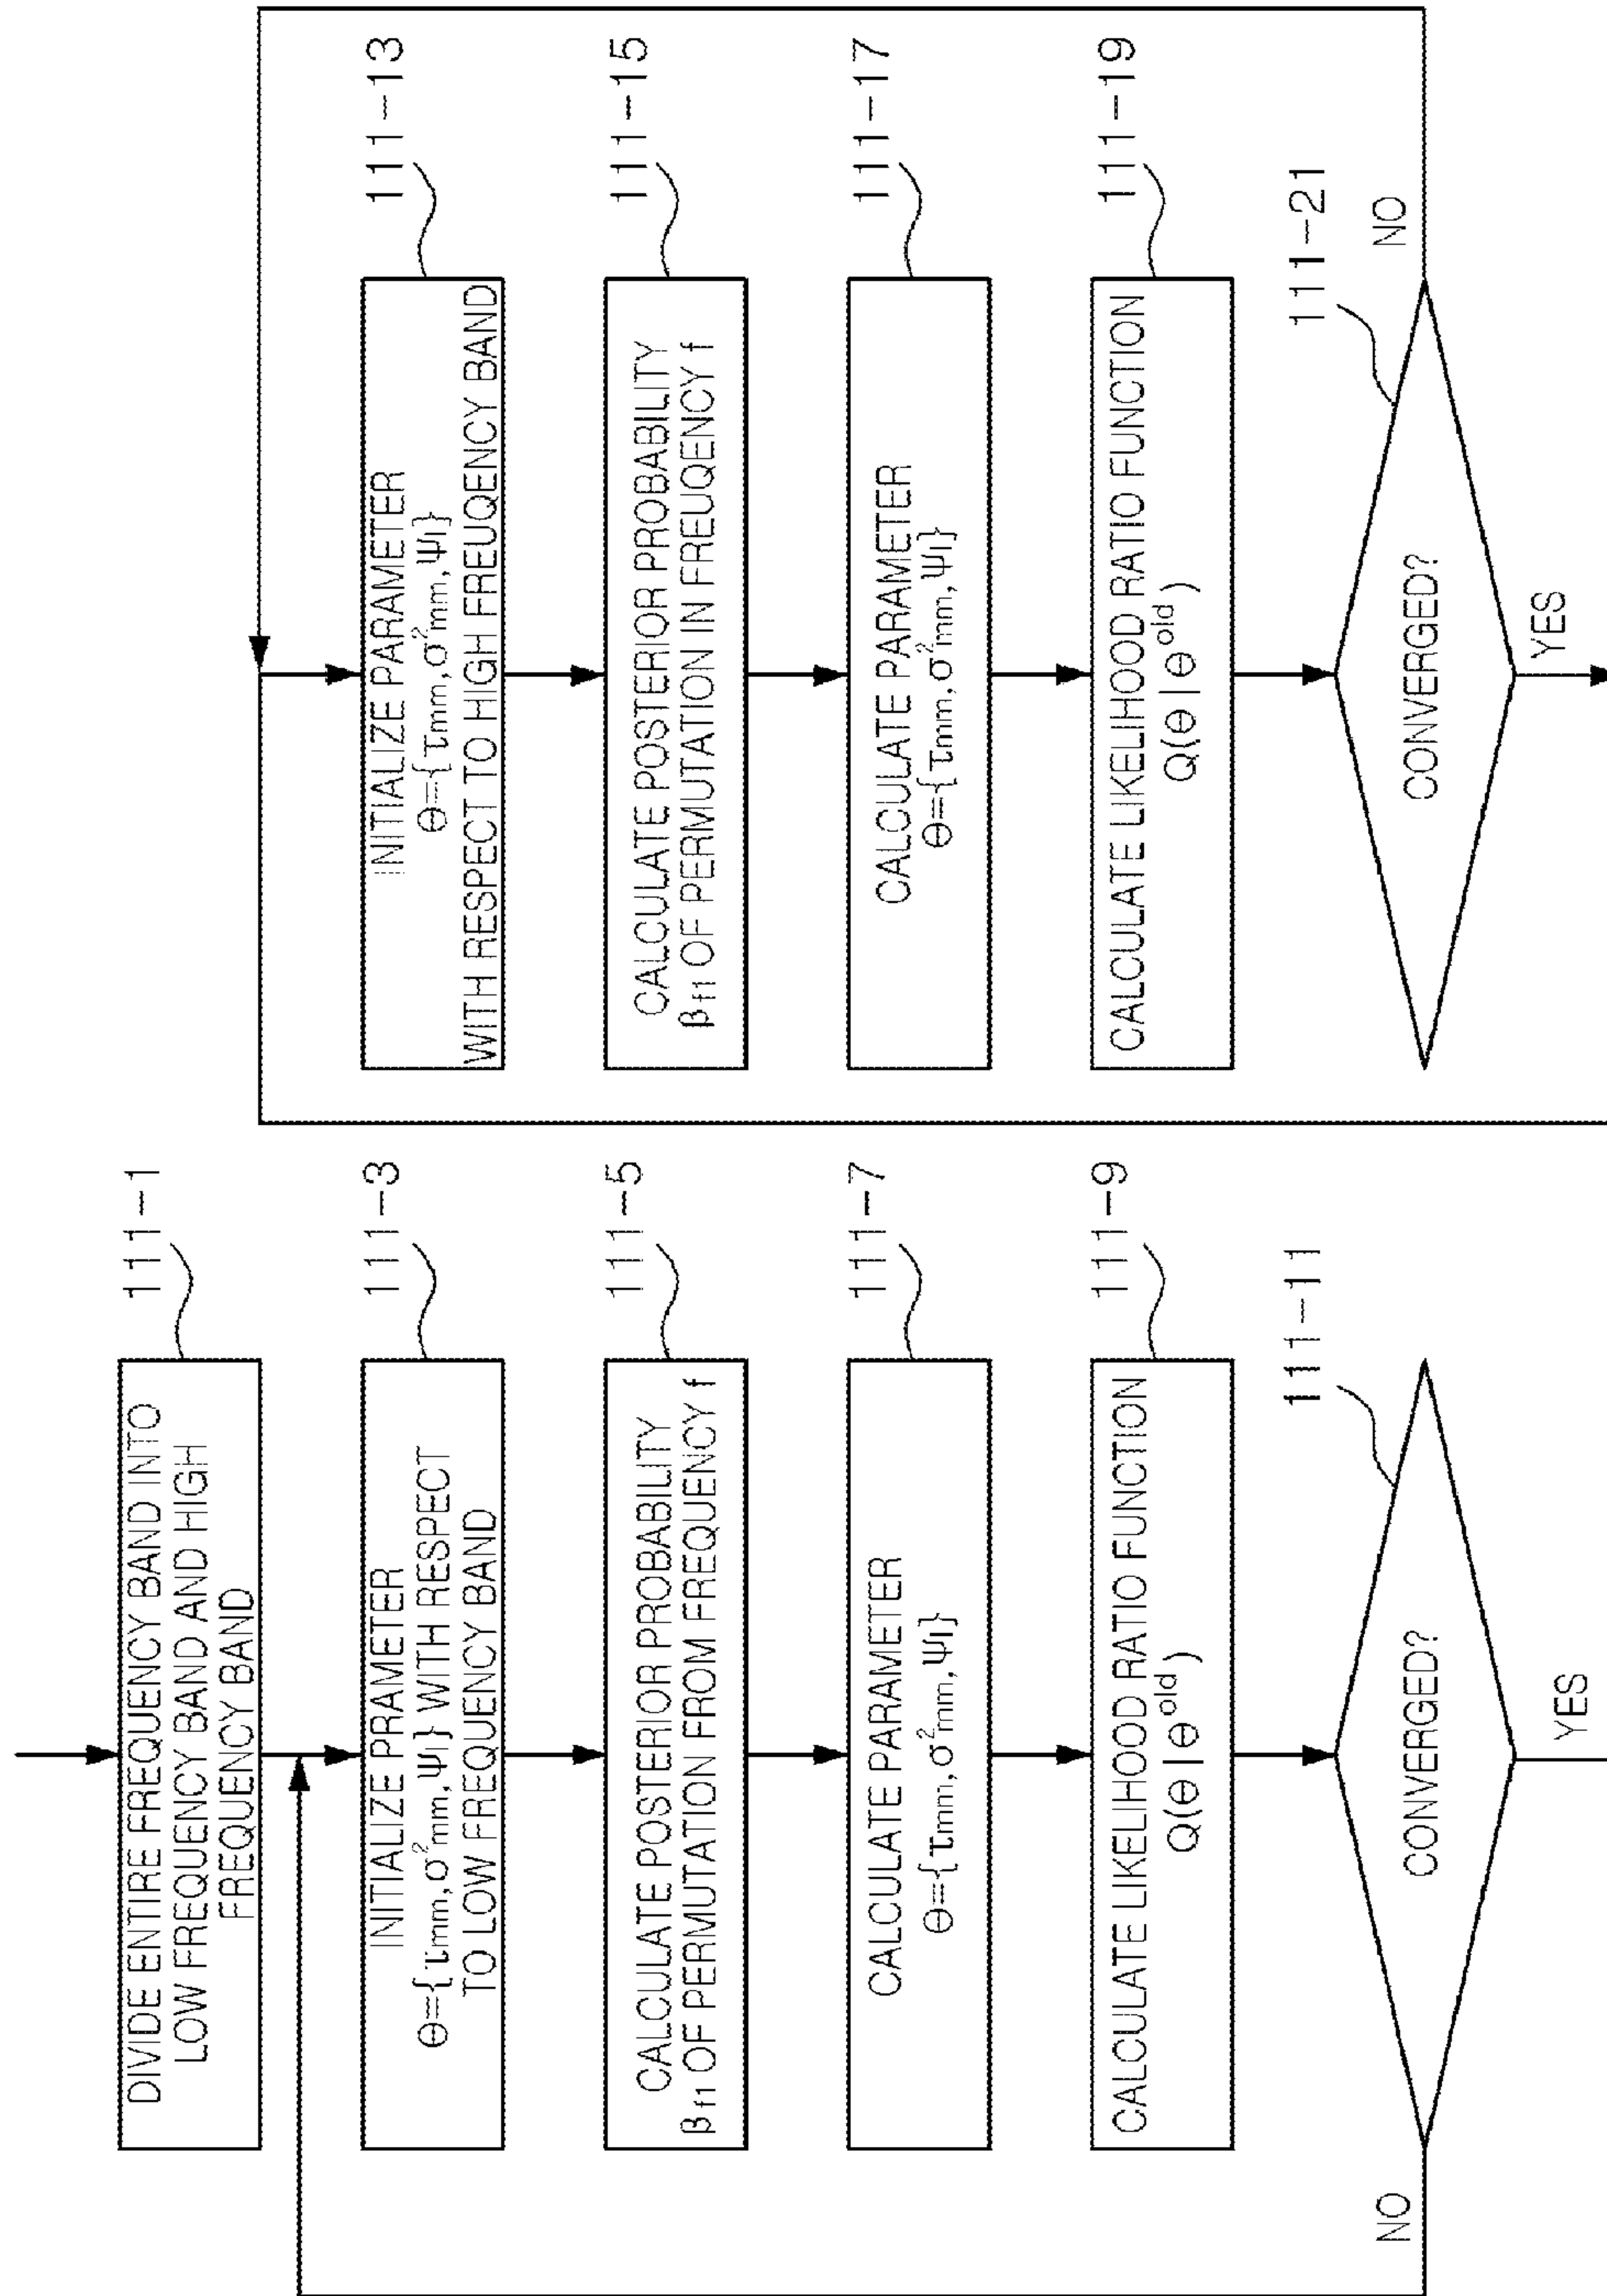 DIVIDE ENTIRE FREQUENCY BAND INTO
LOW FREQUENCY BAND AND HIGH
FREQUENCY BAND
111-1
INITIALIZE PRAMETER
Θ={τmm,σ²mm,ψl} WITH RESPECT
TO LOW FREQUENCY BAND
111-3
CALCULATE POSTERIOR PROBABILITY
βf1 OF PERMUTATION FROM FREQUENCY f
111-5
CALCULATE PARAMETER
Θ={τmm,σ²mm,ψl}
111-7
CALCULATE LIKELIHOOD RATIO FUNCTION
Q(Θ|Θold)
111-9
CONVERGED?
111-11
NO
YES
INITIALIZE PARAMETER
Θ={τmm,σ²mm,ψl}
WITH RESPECT TO HIGH FREUQENCY BAND
111-13
CALCULATE POSTERIOR PROBABILITY
βf1 OF PERMUTATION IN FREUQENCY f
111-15
CALCULATE PARAMETER
Θ={τmm,σ²mm,ψl}
111-17
CALCULATE LIKELIHOOD RATIO FUNCTION
Q(Θ|Θold)
111-19
CONVERGED?
111-21
NO
YES